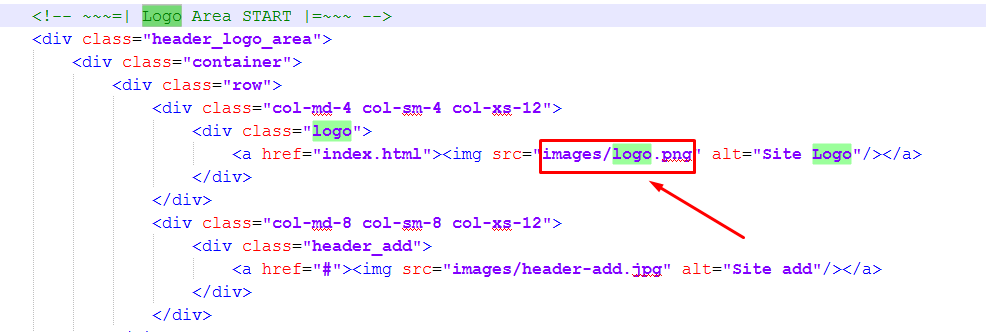 <!-- ~~~=| Logo Area START |=~~~ -->
<div class="header_logo_area">
<div class="container">
<div class="row">
<div class="col-md-4 col-sm-4 col-xs-12">
<div class="logo">
<a href="index.html"><img src="images/logo.png" alt="Site Logo"/></a>
</div>
</div>
<div class="col-md-8 col-sm-8 col-xs-12">
<div class="header_add">
<a href="#"><img src="images/header-add.jpg" alt="Site add"/></a>
</div>
</div>